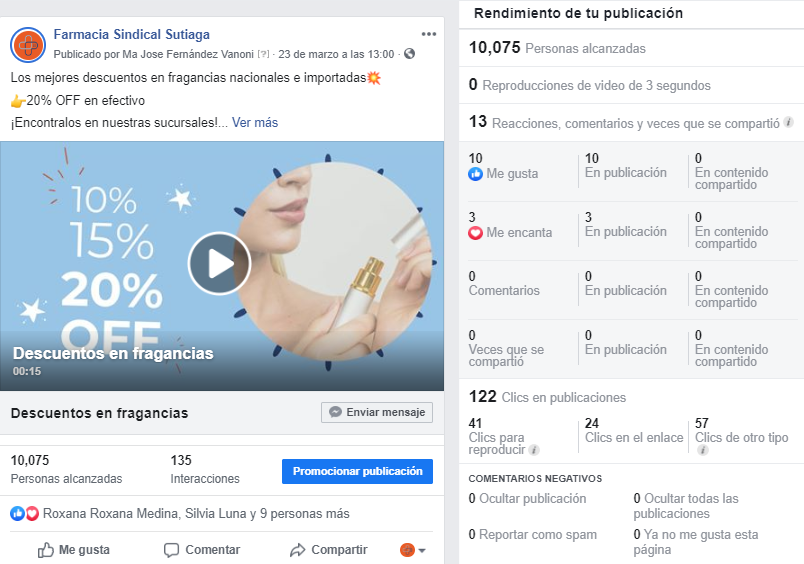 Farmacia Sindical Sutiaga
Publicado por Ma Jose Fernández Vanoni [?] · 23 de marzo a las 13:00 ·
Los mejores descuentos en fragancias nacionales e importadas💥
👉20% OFF en efectivo
¡Encontralos en nuestras sucursales!... Ver más
10%
15%
20%
OFF
Descuentos en fragancias
00:15
Descuentos en fragancias
Enviar mensaje
10,075
Personas alcanzadas
135
Interacciones
Promocionar publicación
Roxana Roxana Medina, Silvia Luna y 9 personas más
Me gusta
Comentar
Compartir
Rendimiento de tu publicación
10,075 Personas alcanzadas
0 Reproducciones de video de 3 segundos
13 Reacciones, comentarios y veces que se compartió
10
Me gusta
10
En publicación
0
En contenido
compartido
3
Me encanta
3
En publicación
0
En contenido
compartido
0
Comentarios
0
En publicación
0
En contenido
compartido
0
Veces que se
compartió
0
En publicación
0
En contenido
compartido
122 Clics en publicaciones
41
Clics para
reproducir
24
Clics en el enlace
57
Clics de otro tipo
COMENTARIOS NEGATIVOS
0 Ocultar publicación
0 Ocultar todas las
publicaciones
0 Reportar como spam
0 Ya no me gusta esta
página